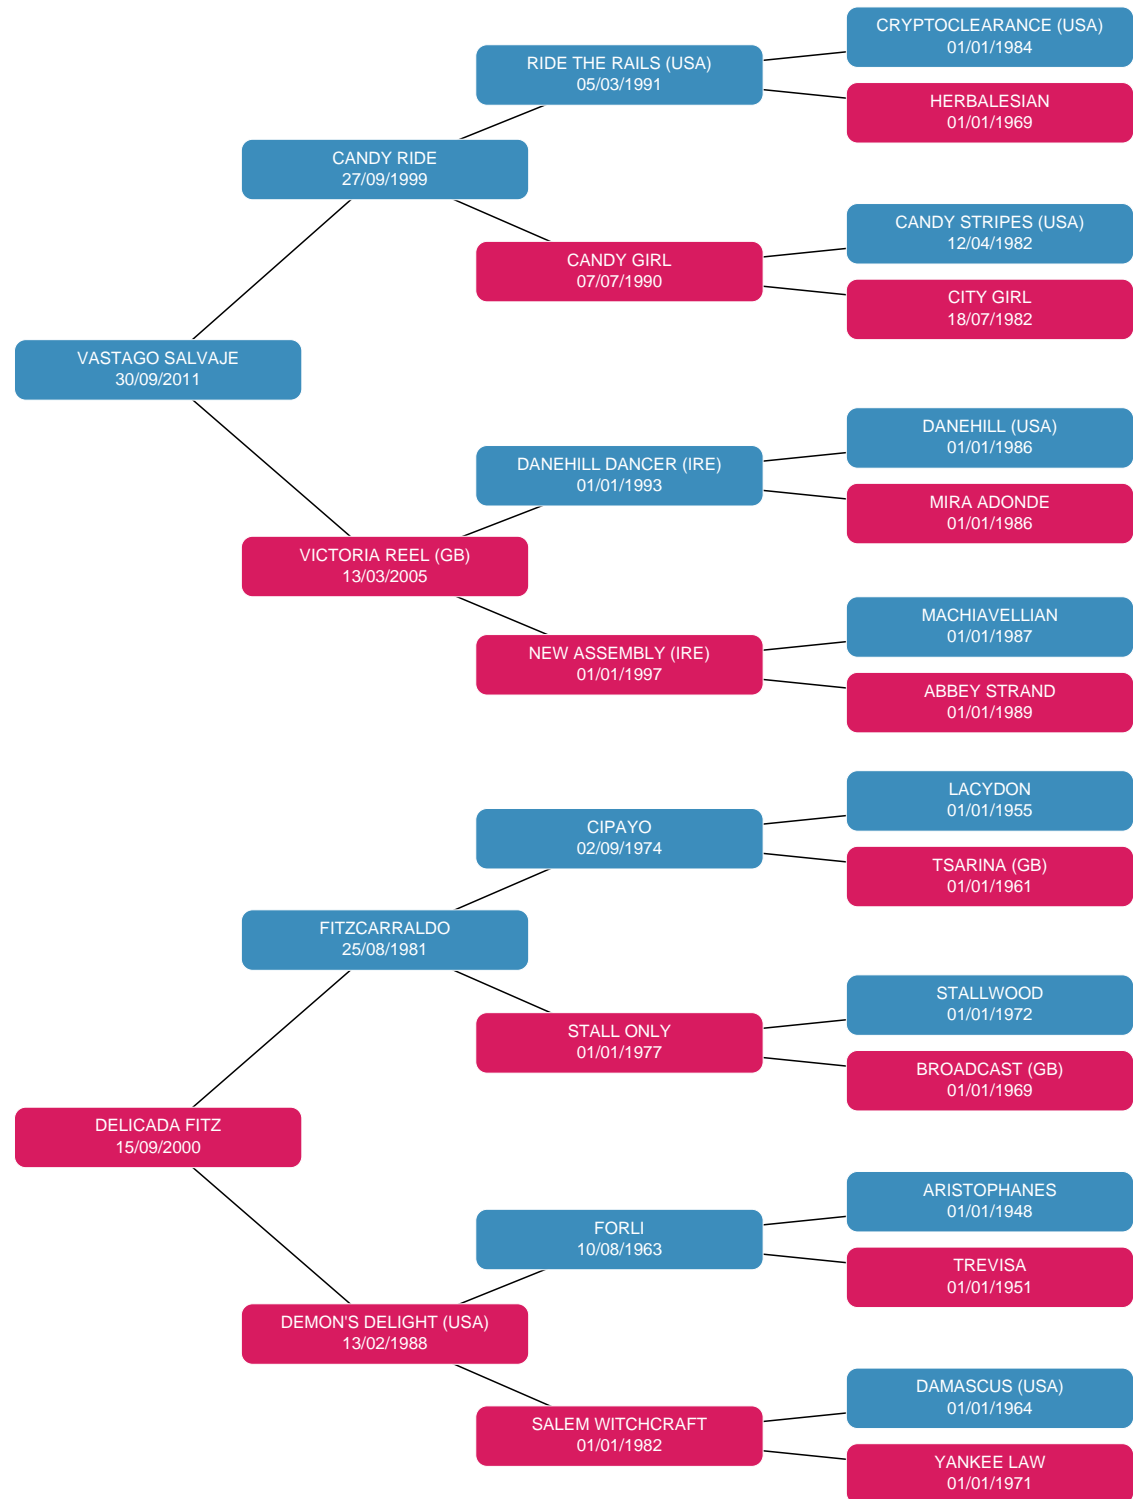 CRYPTOCLEARANCE (USA)
01/01/1984
RIDE THE RAILS (USA)
05/03/1991
HERBALESIAN
01/01/1969
CANDY RIDE
27/09/1999
CANDY STRIPES (USA)
12/04/1982
CANDY GIRL
07/07/1990
CITY GIRL
18/07/1982
VASTAGO SALVAJE
30/09/2011
DANEHILL (USA)
01/01/1986
DANEHILL DANCER (IRE)
01/01/1993
MIRA ADONDE
01/01/1986
VICTORIA REEL (GB)
13/03/2005
MACHIAVELLIAN
01/01/1987
NEW ASSEMBLY (IRE)
01/01/1997
ABBEY STRAND
01/01/1989
LACYDON
01/01/1955
CIPAYO
02/09/1974
TSARINA (GB)
01/01/1961
FITZCARRALDO
25/08/1981
STALLWOOD
01/01/1972
STALL ONLY
01/01/1977
BROADCAST (GB)
01/01/1969
DELICADA FITZ
15/09/2000
ARISTOPHANES
01/01/1948
FORLI
10/08/1963
TREVISA
01/01/1951
DEMON'S DELIGHT (USA)
13/02/1988
DAMASCUS (USA)
01/01/1964
SALEM WITCHCRAFT
01/01/1982
YANKEE LAW
01/01/1971